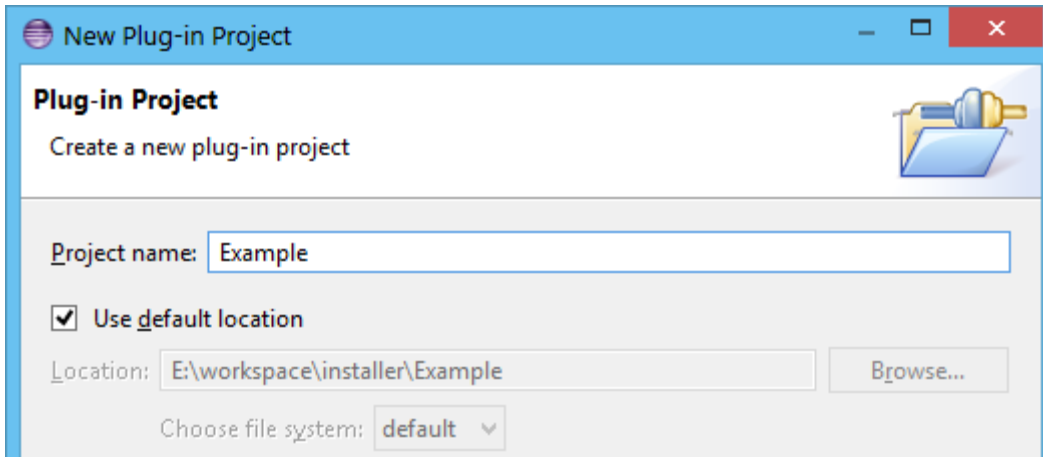 New Plug-in Project
Plug-in Project
Create a new plug-in project
Project name: Example
Use default location
Location: E:\workspace\installer\Example Browse...
Choose file system: default